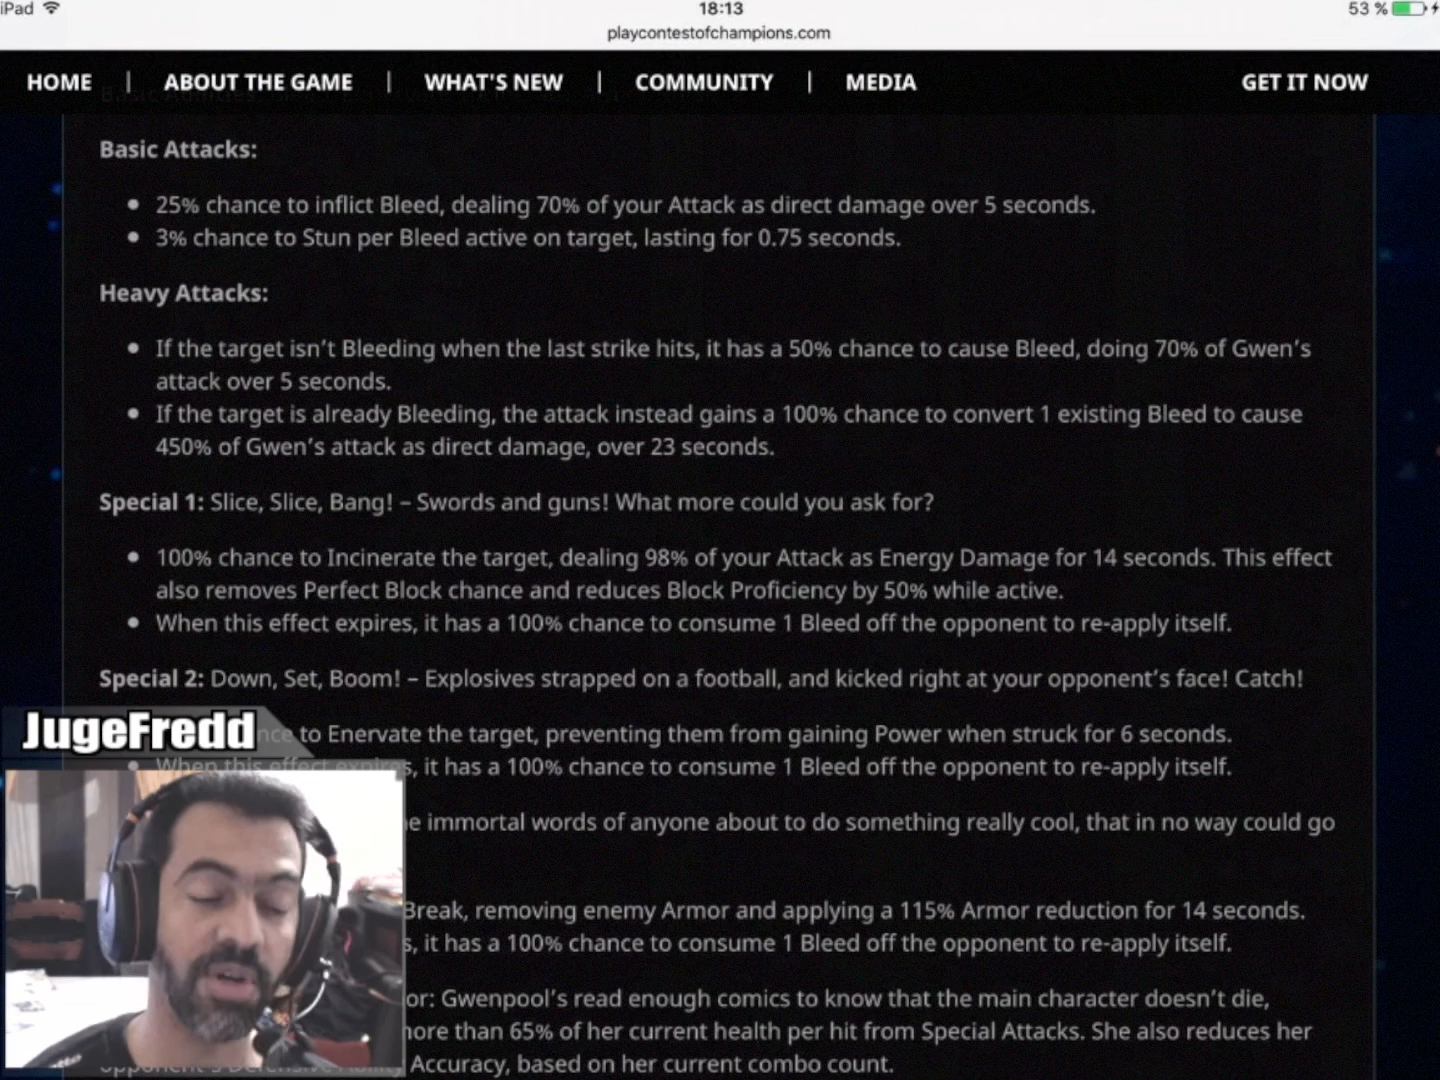 iPad 18:13 53 %
playcontestofchampions.com
HOME | ABOUT THE GAME | WHAT'S NEW | COMMUNITY | MEDIA GET IT NOW
Basic Attacks:
• 25% chance to inflict Bleed, dealing 70% of your Attack as direct damage over 5 seconds.
• 3% chance to Stun per Bleed active on target, lasting for 0.75 seconds.
Heavy Attacks:
• If the target isn’t Bleeding when the last strike hits, it has a 50% chance to cause Bleed, doing 70% of Gwen’s
attack over 5 seconds.
• If the target is already Bleeding, the attack instead gains a 100% chance to convert 1 existing Bleed to cause
450% of Gwen’s attack as direct damage, over 23 seconds.
Special 1: Slice, Slice, Bang! – Swords and guns! What more could you ask for?
• 100% chance to Incinerate the target, dealing 98% of your Attack as Energy Damage for 14 seconds. This effect
also removes Perfect Block chance and reduces Block Proficiency by 50% while active.
• When this effect expires, it has a 100% chance to consume 1 Bleed off the opponent to re-apply itself.
Special 2: Down, Set, Boom! – Explosives strapped on a football, and kicked right at your opponent’s face! Catch!
JugeFredd
to Enervate the target, preventing them from gaining Power when struck for 6 seconds.
• When this effect expires, it has a 100% chance to consume 1 Bleed off the opponent to re-apply itself.
immortal words of anyone about to do something really cool, that in no way could go
Break, removing enemy Armor and applying a 115% Armor reduction for 14 seconds.
, it has a 100% chance to consume 1 Bleed off the opponent to re-apply itself.
or: Gwenpool’s read enough comics to know that the main character doesn’t die,
more than 65% of her current health per hit from Special Attacks. She also reduces her
opponent’s Defensive Ability Accuracy, based on her current combo count.